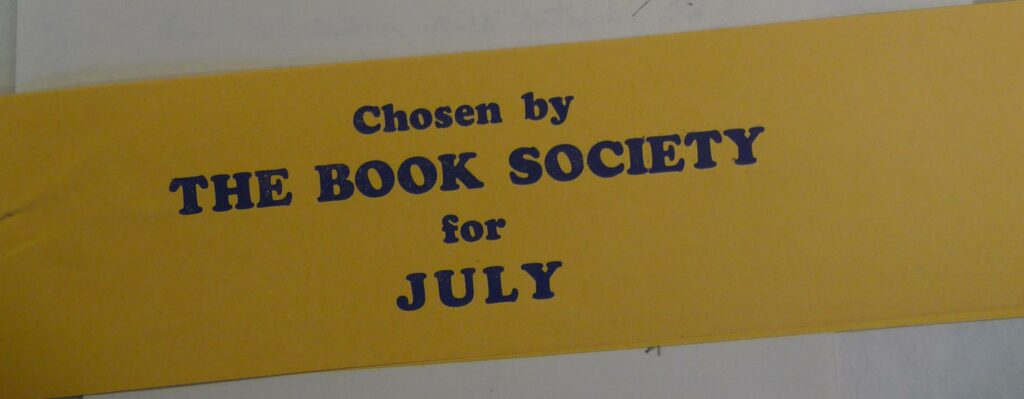 Chosen by
THE BOOK SOCIETY
for
JULY